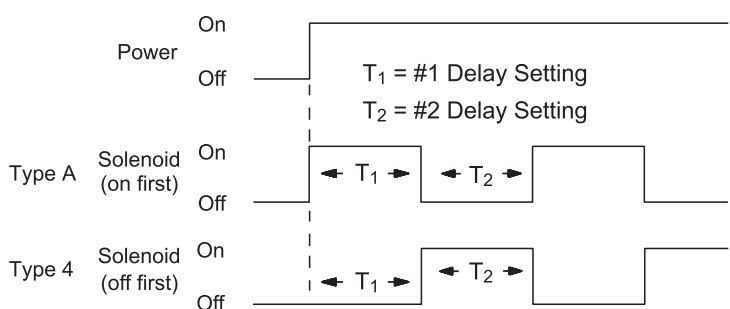 On
Power
Off
T₁ = #1 Delay Setting
T₂ = #2 Delay Setting
Type A
Solenoid
(on first)
On
Off
T₁
T₂
Type 4
Solenoid
(off first)
On
Off
T₁
T₂